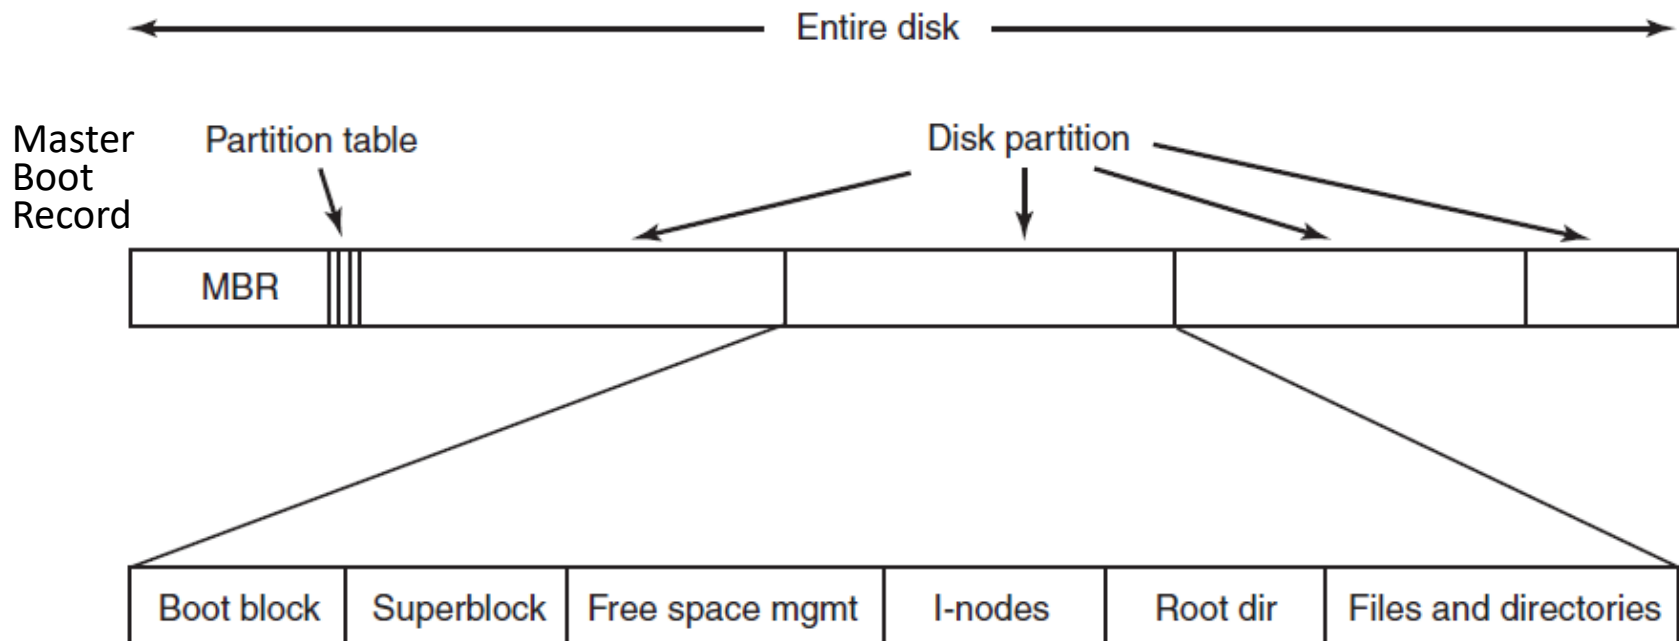 Entire disk
Master
Boot
Record
Partition table
Disk partition
MBR
Boot block
Superblock
Free space mgmt
I-nodes
Root dir
Files and directories